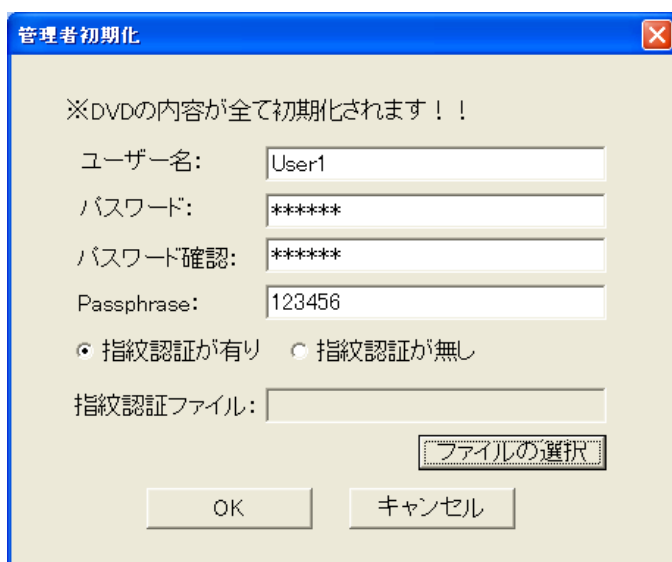 管理者初期化
※DVDの内容が全て初期化されます！！
ユーザー名: User1
パスワード: ******
パスワード確認: ******
Passphrase: 123456
指紋認証が有り 指紋認証が無し
指紋認証ファイル:
ファイルの選択
OK キャンセル